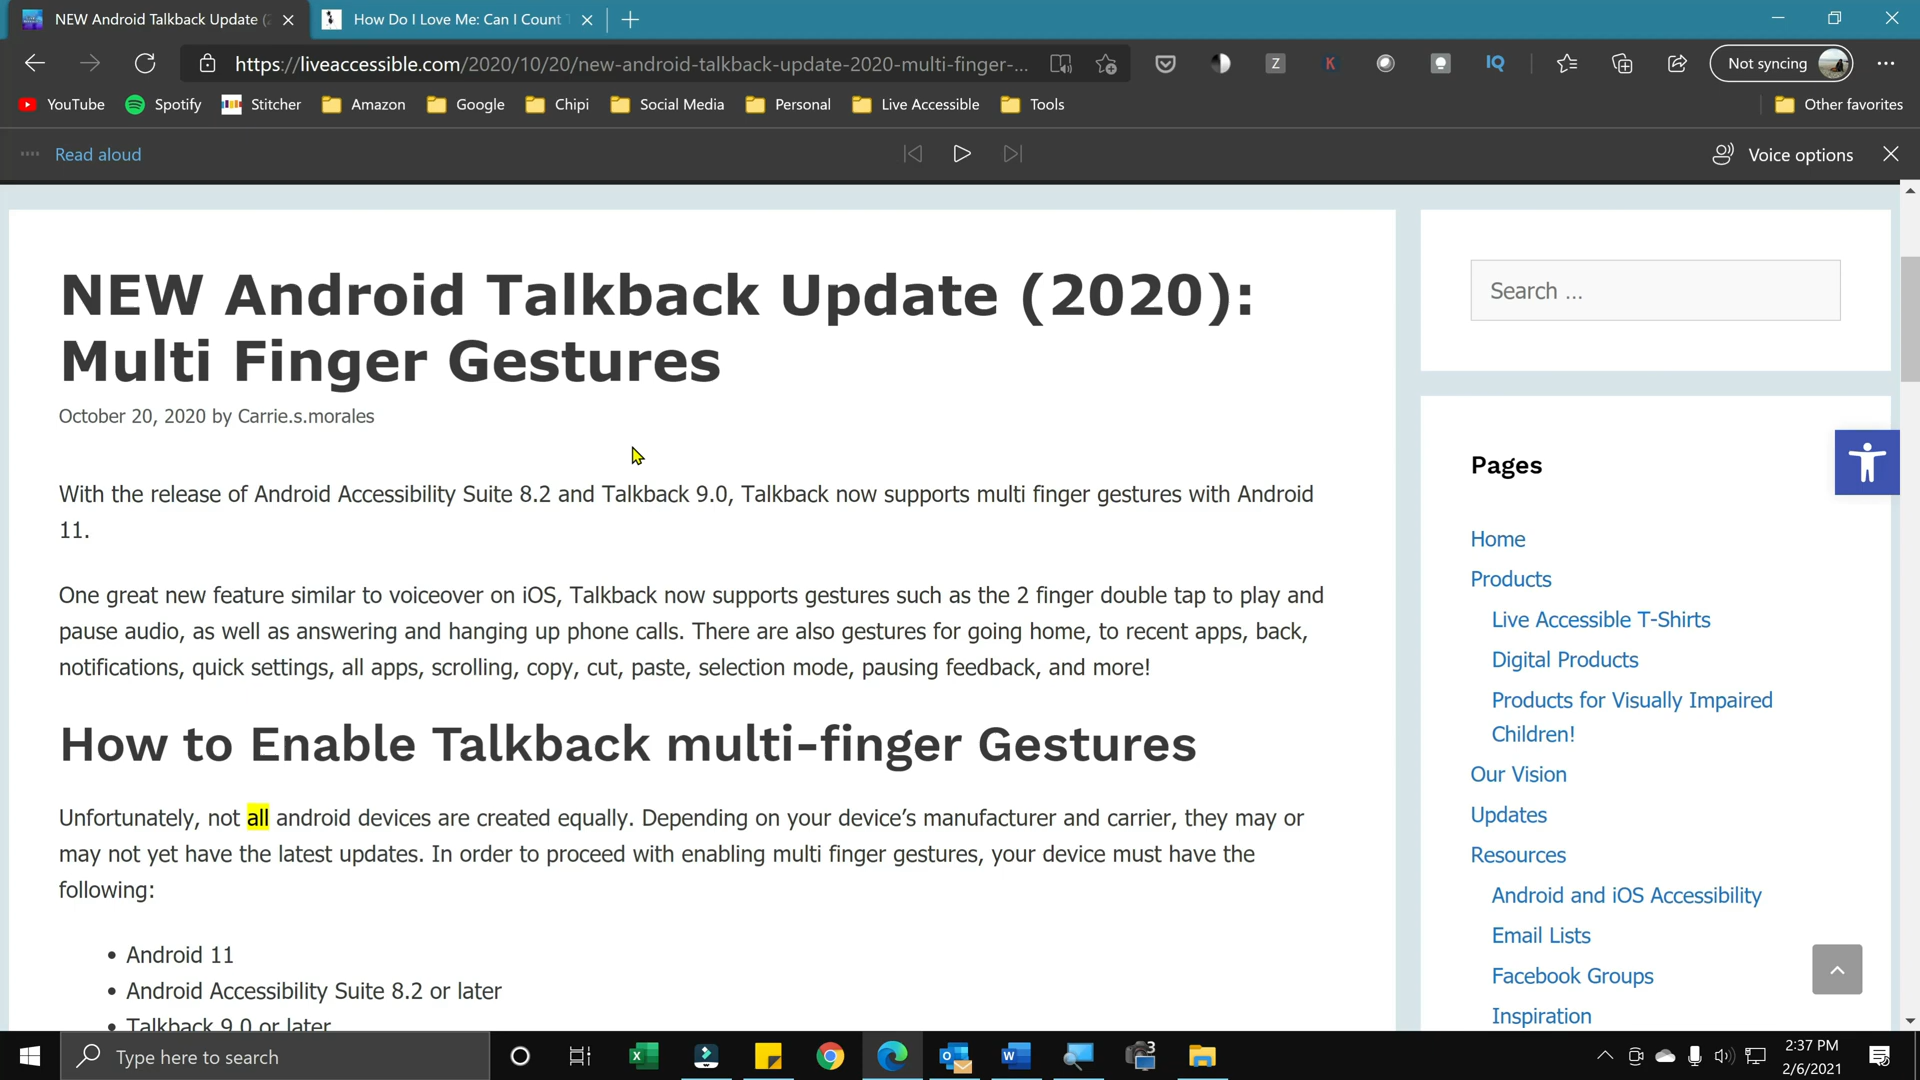 NEW Android Talkback Update (
How Do I Love Me: Can I Count T
https://liveaccessible.com/2020/10/20/new-android-talkback-update-2020-multi-finger-...
Z
K
IQ
Not syncing
YouTube
Spotify
Stitcher
Amazon
Google
Chipi
Social Media
Personal
Live Accessible
Tools
Other favorites
Read aloud
Voice options
NEW Android Talkback Update (2020):
Multi Finger Gestures
October 20, 2020 by Carrie.s.morales
With the release of Android Accessibility Suite 8.2 and Talkback 9.0, Talkback now supports multi finger gestures with Android
11.
One great new feature similar to voiceover on iOS, Talkback now supports gestures such as the 2 finger double tap to play and
pause audio, as well as answering and hanging up phone calls. There are also gestures for going home, to recent apps, back,
notifications, quick settings, all apps, scrolling, copy, cut, paste, selection mode, pausing feedback, and more!
How to Enable Talkback multi-finger Gestures
Unfortunately, not all android devices are created equally. Depending on your device’s manufacturer and carrier, they may or
may not yet have the latest updates. In order to proceed with enabling multi finger gestures, your device must have the
following:
• Android 11
• Android Accessibility Suite 8.2 or later
• Talkback 9.0 or later
Search …
Pages
Home
Products
Live Accessible T-Shirts
Digital Products
Products for Visually Impaired
Children!
Our Vision
Updates
Resources
Android and iOS Accessibility
Email Lists
Facebook Groups
Inspiration
Type here to search
3
2:37 PM
2/6/2021